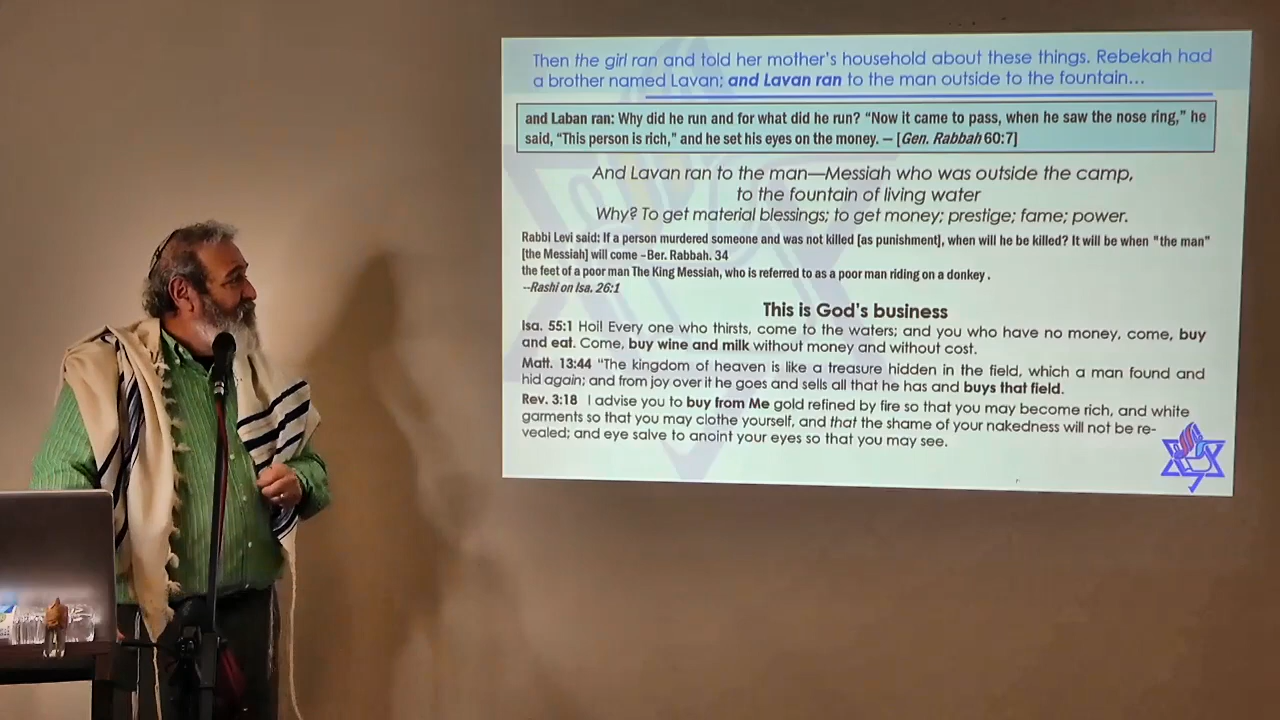 Then the girl ran and told her mother's household about these things. Rebekah had
a brother named Lavan; and Lavan ran to the man outside to the fountain...
and Laban ran: Why did he run and for what did he run? "Now it came to pass, when he saw the nose ring," he
said, "This person is rich," and he set his eyes on the money. — [Gen. Rabbah 60:7]
And Lavan ran to the man—Messiah who was outside the camp,
to the fountain of living water
Why? To get material blessings; to get money; prestige; fame; power.
Rabbi Levi said: If a person murdered someone and was not killed [as punishment], when will he be killed? It will be when "the man"
[the Messiah] will come –Ber. Rabbah. 34
the feet of a poor man The King Messiah, who is referred to as a poor man riding on a donkey .
--Rashi on Isa. 26:1
This is God's business
Isa. 55:1 Hoi! Every one who thirsts, come to the waters; and you who have no money, come, buy
and eat. Come, buy wine and milk without money and without cost.
Matt. 13:44 "The kingdom of heaven is like a treasure hidden in the field, which a man found and
hid again; and from joy over it he goes and sells all that he has and buys that field.
Rev. 3:18 I advise you to buy from Me gold refined by fire so that you may become rich, and white
garments so that you may clothe yourself, and that the shame of your nakedness will not be re-
vealed; and eye salve to anoint your eyes so that you may see.